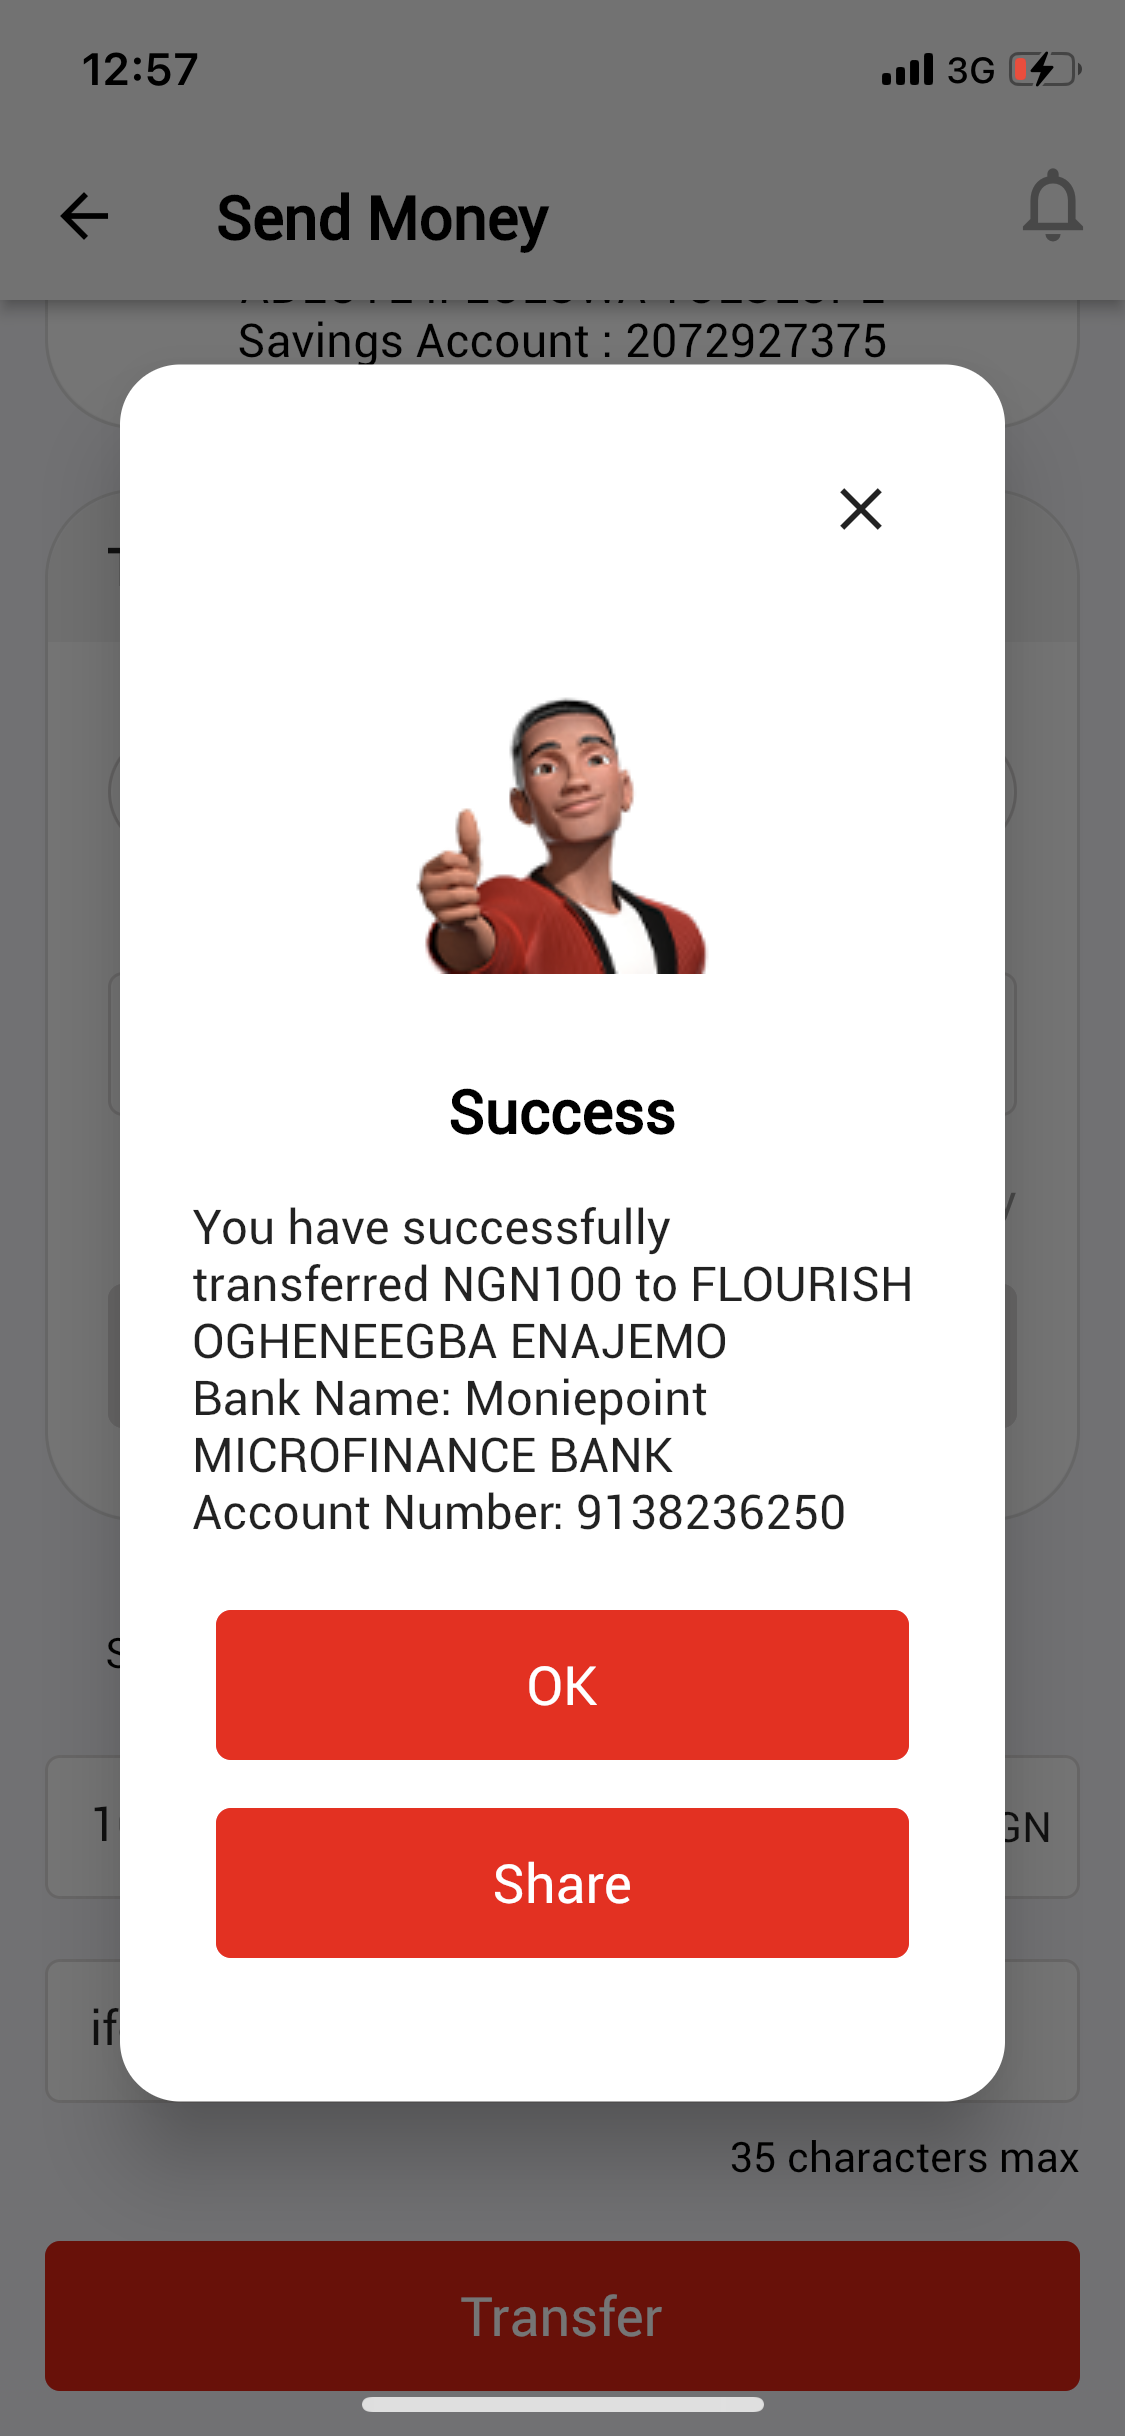 12:57
3G
Send Money
Savings Account : 2072927375
Success
You have successfully
transferred NGN100 to FLOURISH
OGHENEEGBA ENAJEMO
Bank Name: Moniepoint
MICROFINANCE BANK
Account Number: 9138236250
OK
Share
35 characters max
Transfer